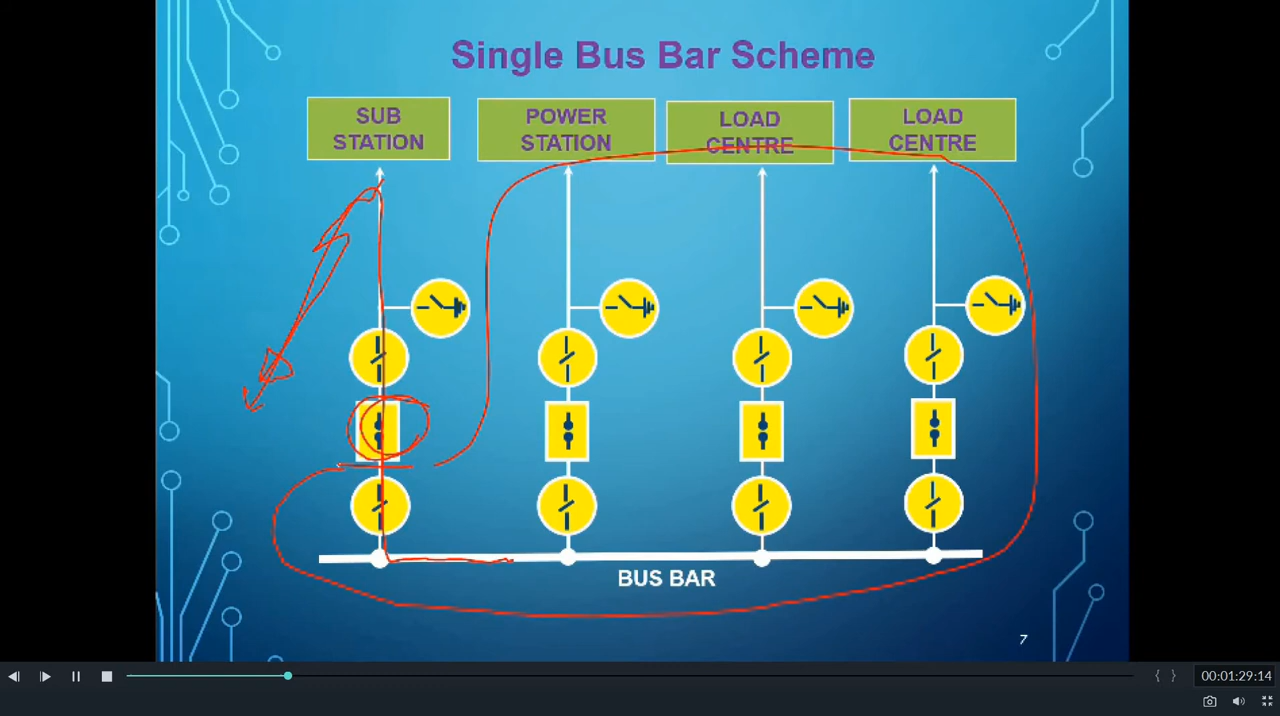 Single Bus Bar Scheme
SUB
STATION
POWER
STATION
LOAD
CENTRE
LOAD
CENTRE
BUS BAR
7
00:01:29:14